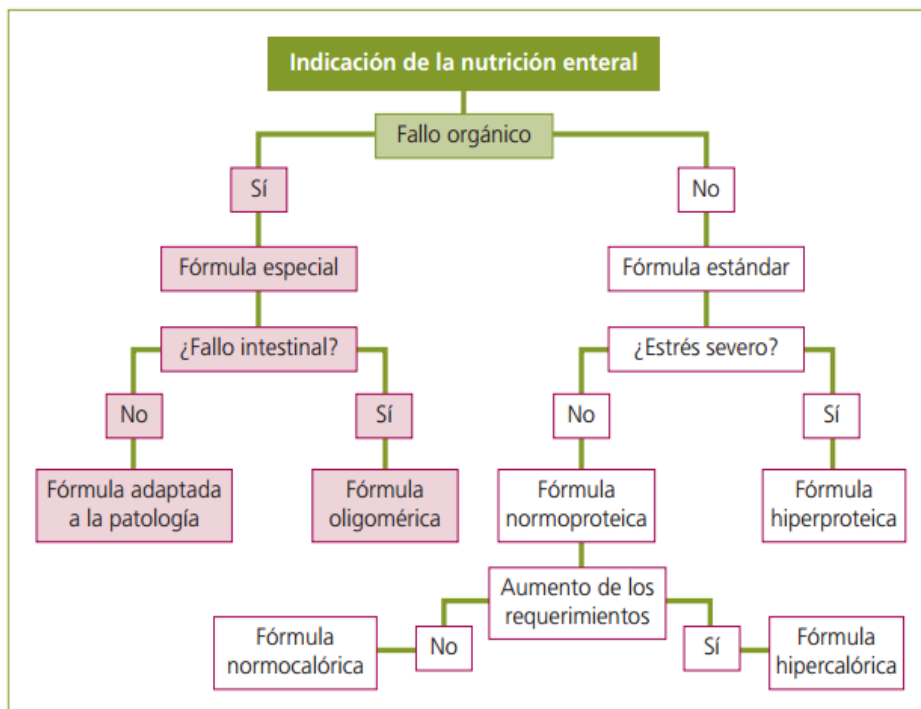 Indicación de la nutrición enteral
Fallo orgánico
Sí
No
Fórmula especial
Fórmula estándar
¿Fallo intestinal?
¿Estrés severo?
No
Sí
No
Sí
Fórmula adaptada
a la patología
Fórmula
oligomérica
Fórmula
normoproteica
Fórmula
hiperproteica
Aumento de los
requerimientos
Fórmula
normocalórica
No
Sí
Fórmula
hipercalórica